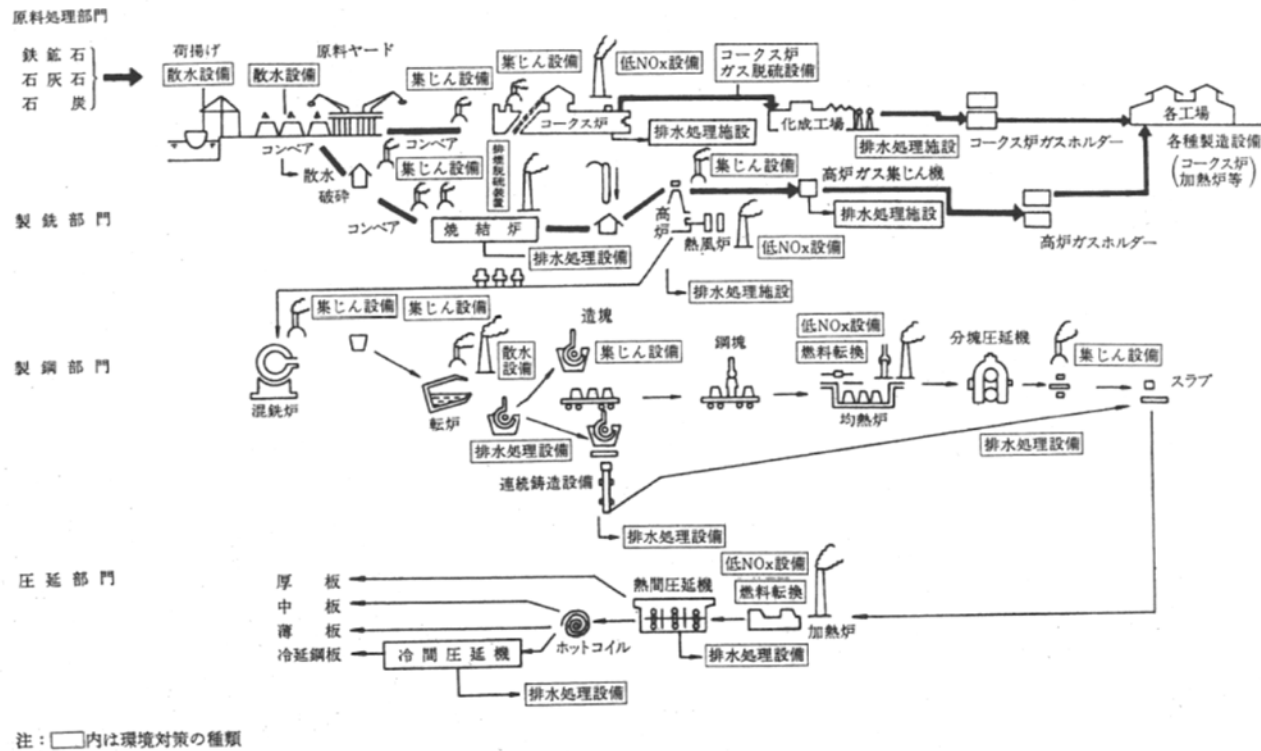 原料処理部門
鉄鉱石
石灰石
石炭
荷揚げ
散水設備
原料ヤード
散水設備
集じん設備
集じん設備
低NOx設備
コークス炉
ガス脱硫設備
コークス炉
排水処理施設
化成工場
排水処理施設
コークス炉ガスホルダー
各工場
各種製造設備
(コークス炉
加熱炉等)
コンベア
コンベア
散水
破砕
集じん設備
排煙脱硫装置
集じん設備
高炉ガス集じん機
排水処理施設
製銑部門
コンベア
焼結炉
排水処理設備
高炉
熱風炉
低NOx設備
高炉ガスホルダー
排水処理施設
集じん設備
集じん設備
製鋼部門
混銑炉
転炉
散水
設備
造塊
集じん設備
排水処理設備
鋼塊
低NOx設備
燃料転換
均熱炉
分塊圧延機
集じん設備
スラブ
排水処理設備
連続鋳造設備
排水処理設備
圧延部門
厚板
中板
薄板
冷延鋼板
冷間圧延機
排水処理設備
ホットコイル
熱間圧延機
排水処理設備
低NOx設備
燃料転換
加熱炉
注：□内は環境対策の種類